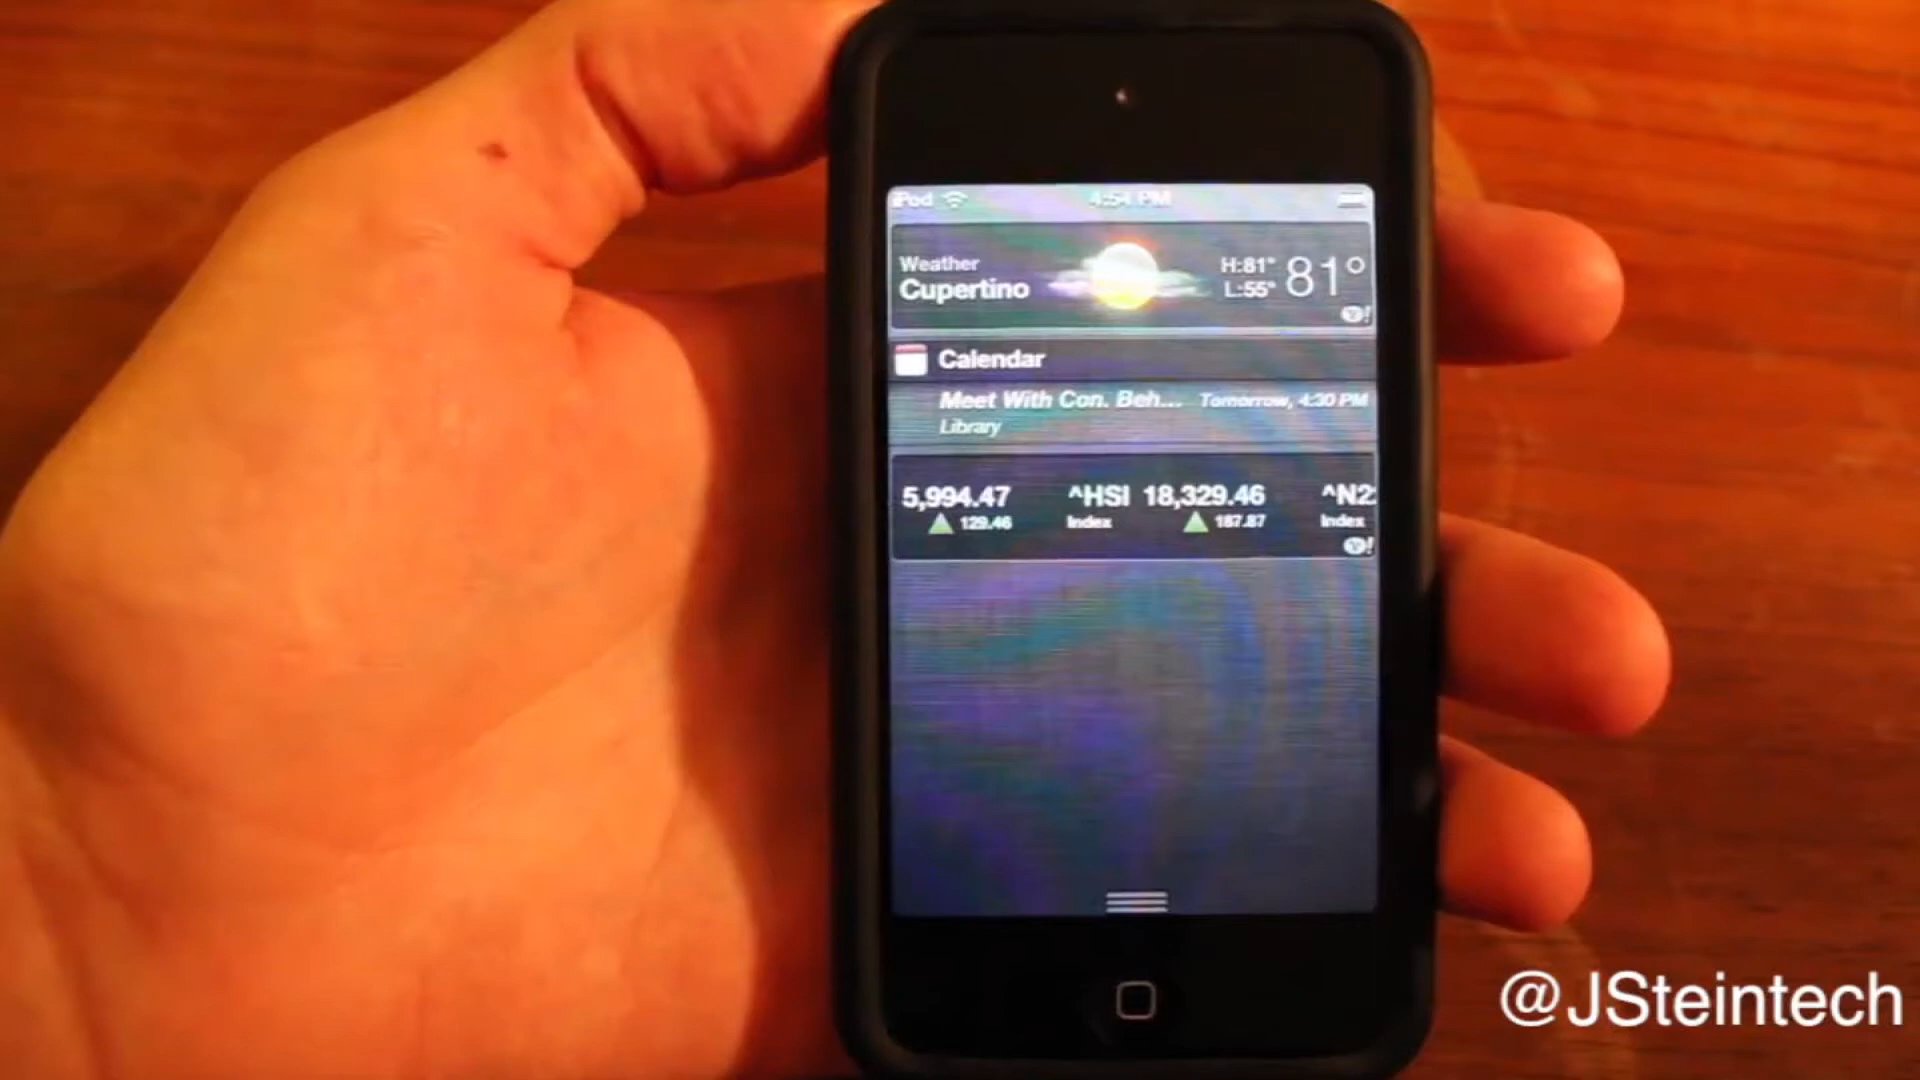 iPod 4:54 PM
Weather
Cupertino
H:81°
L:55°
81°
Y!
Calendar
Meet With Con. Beh... Tomorrow, 4:30 PM
Library
5,994.47 ^HSI 18,329.46 ^N2
129.46 Index 187.87 Index
Y!
@JSteintech